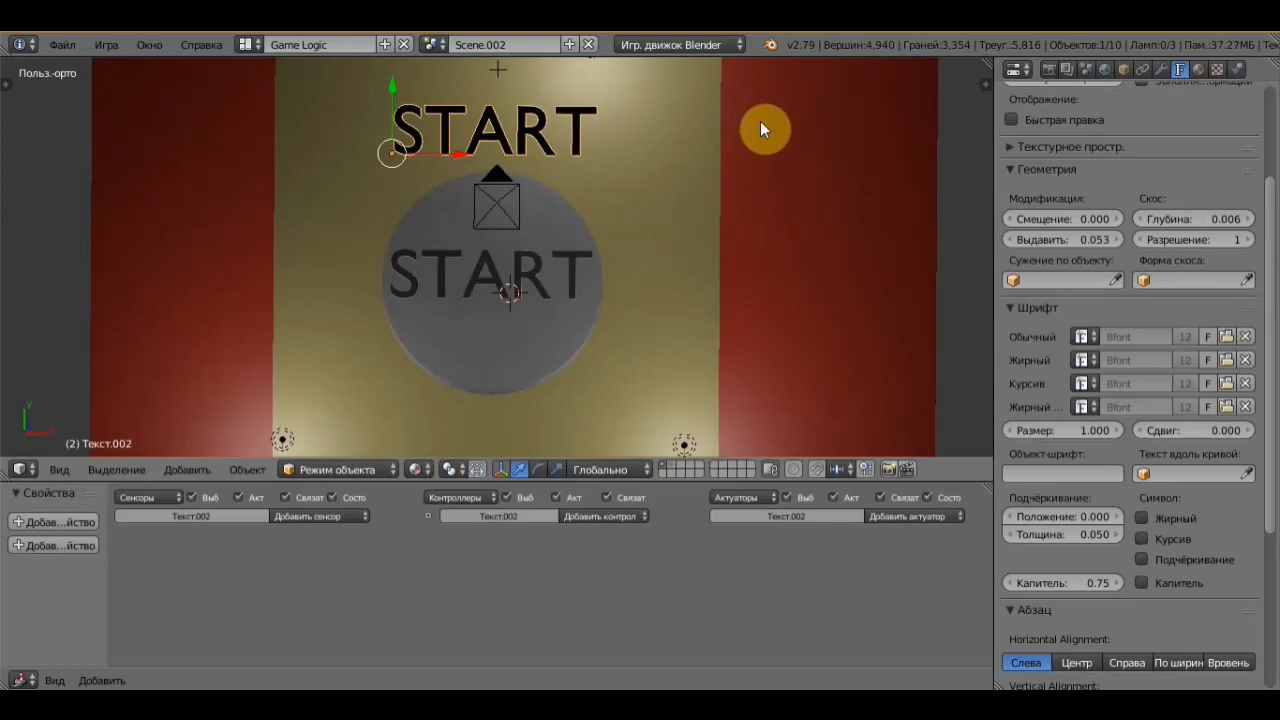 Файл Игра Окно Справка Game Logic Scene.002 Игр. движок Blender v2.79 | Вершин:4,940 | Граней:3,354 | Треуг.:5,816 | Объектов:1/10 | Ламп:0/3 | Пам.:37.27МБ | Тек
Польз.-орто
START
START
(2) Текст.002
Вид Выделение Добавить Объект Режим объекта Глобально
Свойства
Добав...йство
Добав...йство
Сенсоры Выб Акт Связат Состо Контроллеры Выб Акт Связат Актуаторы Выб Акт Связат Состо
Текст.002 Добавить сенсор Текст.002 Добавить контрол Текст.002 Добавить актуатор
Вид Добавить
Отображение:
Быстрая правка
Текстурное простр.
Геометрия
Модификация: Скос:
Смещение: 0.000 Глубина: 0.006
Выдавить: 0.053 Разрешение: 1
Сужение по объекту: Форма скоса:
Шрифт
Обычный Bfont 12 F
Жирный Bfont 12 F
Курсив Bfont 12 F
Жирный ... Bfont 12 F
Размер: 1.000 Сдвиг: 0.000
Объект-шрифт: Текст вдоль кривой:
Подчёркивание: Символ:
Положение: 0.000 Жирный
Толщина: 0.050 Курсив
Подчёркивание
Капитель: 0.75 Капитель
Абзац
Horizontal Alignment:
Слева Центр Справа По ширин Вровень
Vertical Alignment: